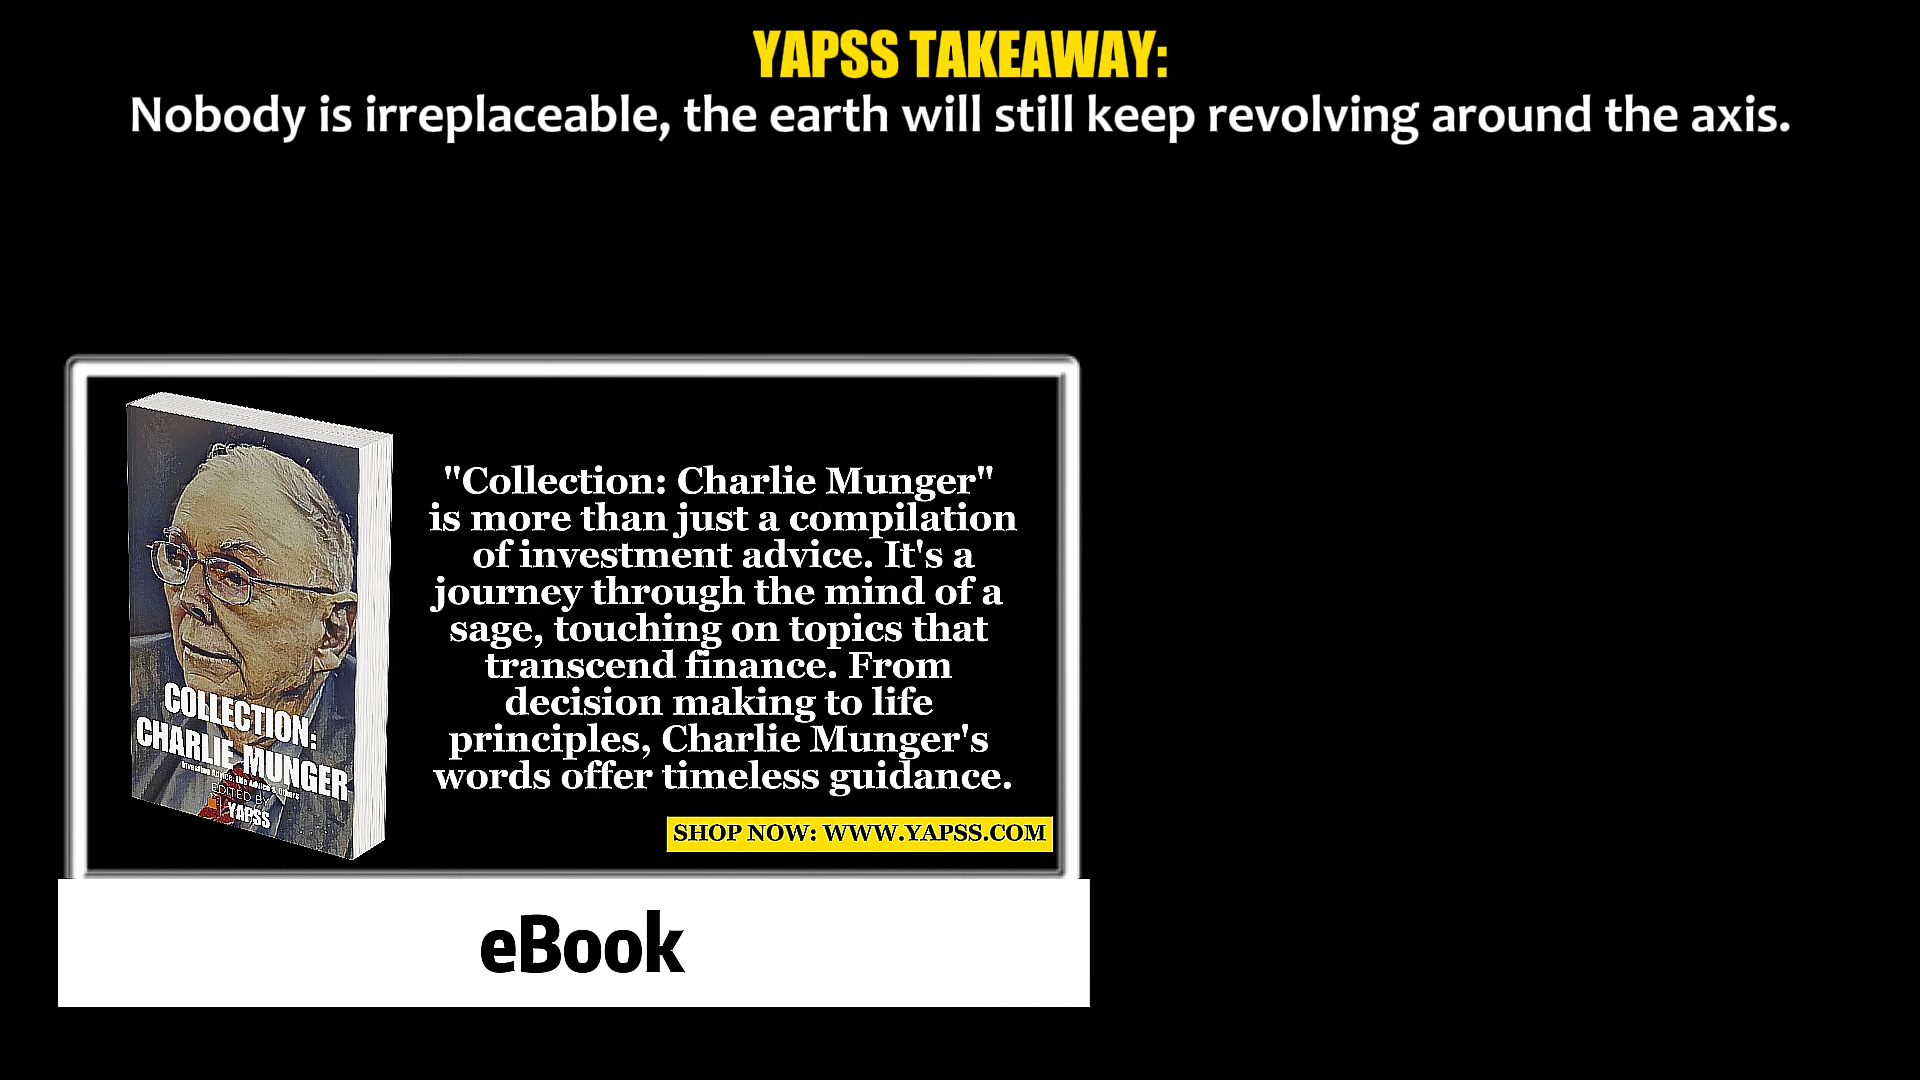 YAPSS TAKEAWAY:
Nobody is irreplaceable, the earth will still keep revolving around the axis.
"Collection: Charlie Munger"
is more than just a compilation
of investment advice. It's a
journey through the mind of a
sage, touching on topics that
transcend finance. From
decision making to life
principles, Charlie Munger's
words offer timeless guidance.
SHOP NOW: WWW.YAPSS.COM
COLLECTION:
CHARLIE MUNGER
EDITED BY
YAPSS
eBook